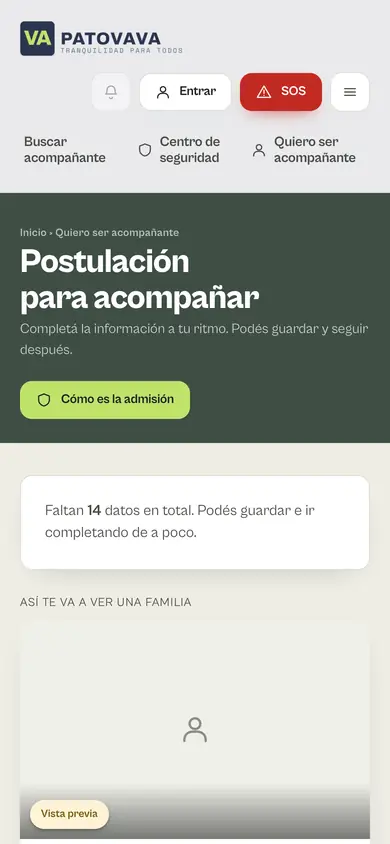 VA PATOVAVA
TRANQUILIDAD PARA TODOS
Entrar
SOS
Buscar
acompañante
Centro de
seguridad
Quiero ser
acompañante
Inicio • Quiero ser acompañante
Postulación
para acompañar
Completá la información a tu ritmo. Podés guardar y seguir
después.
Cómo es la admisión
Faltan 14 datos en total. Podés guardar e ir
completando de a poco.
ASÍ TE VA A VER UNA FAMILIA
Vista previa